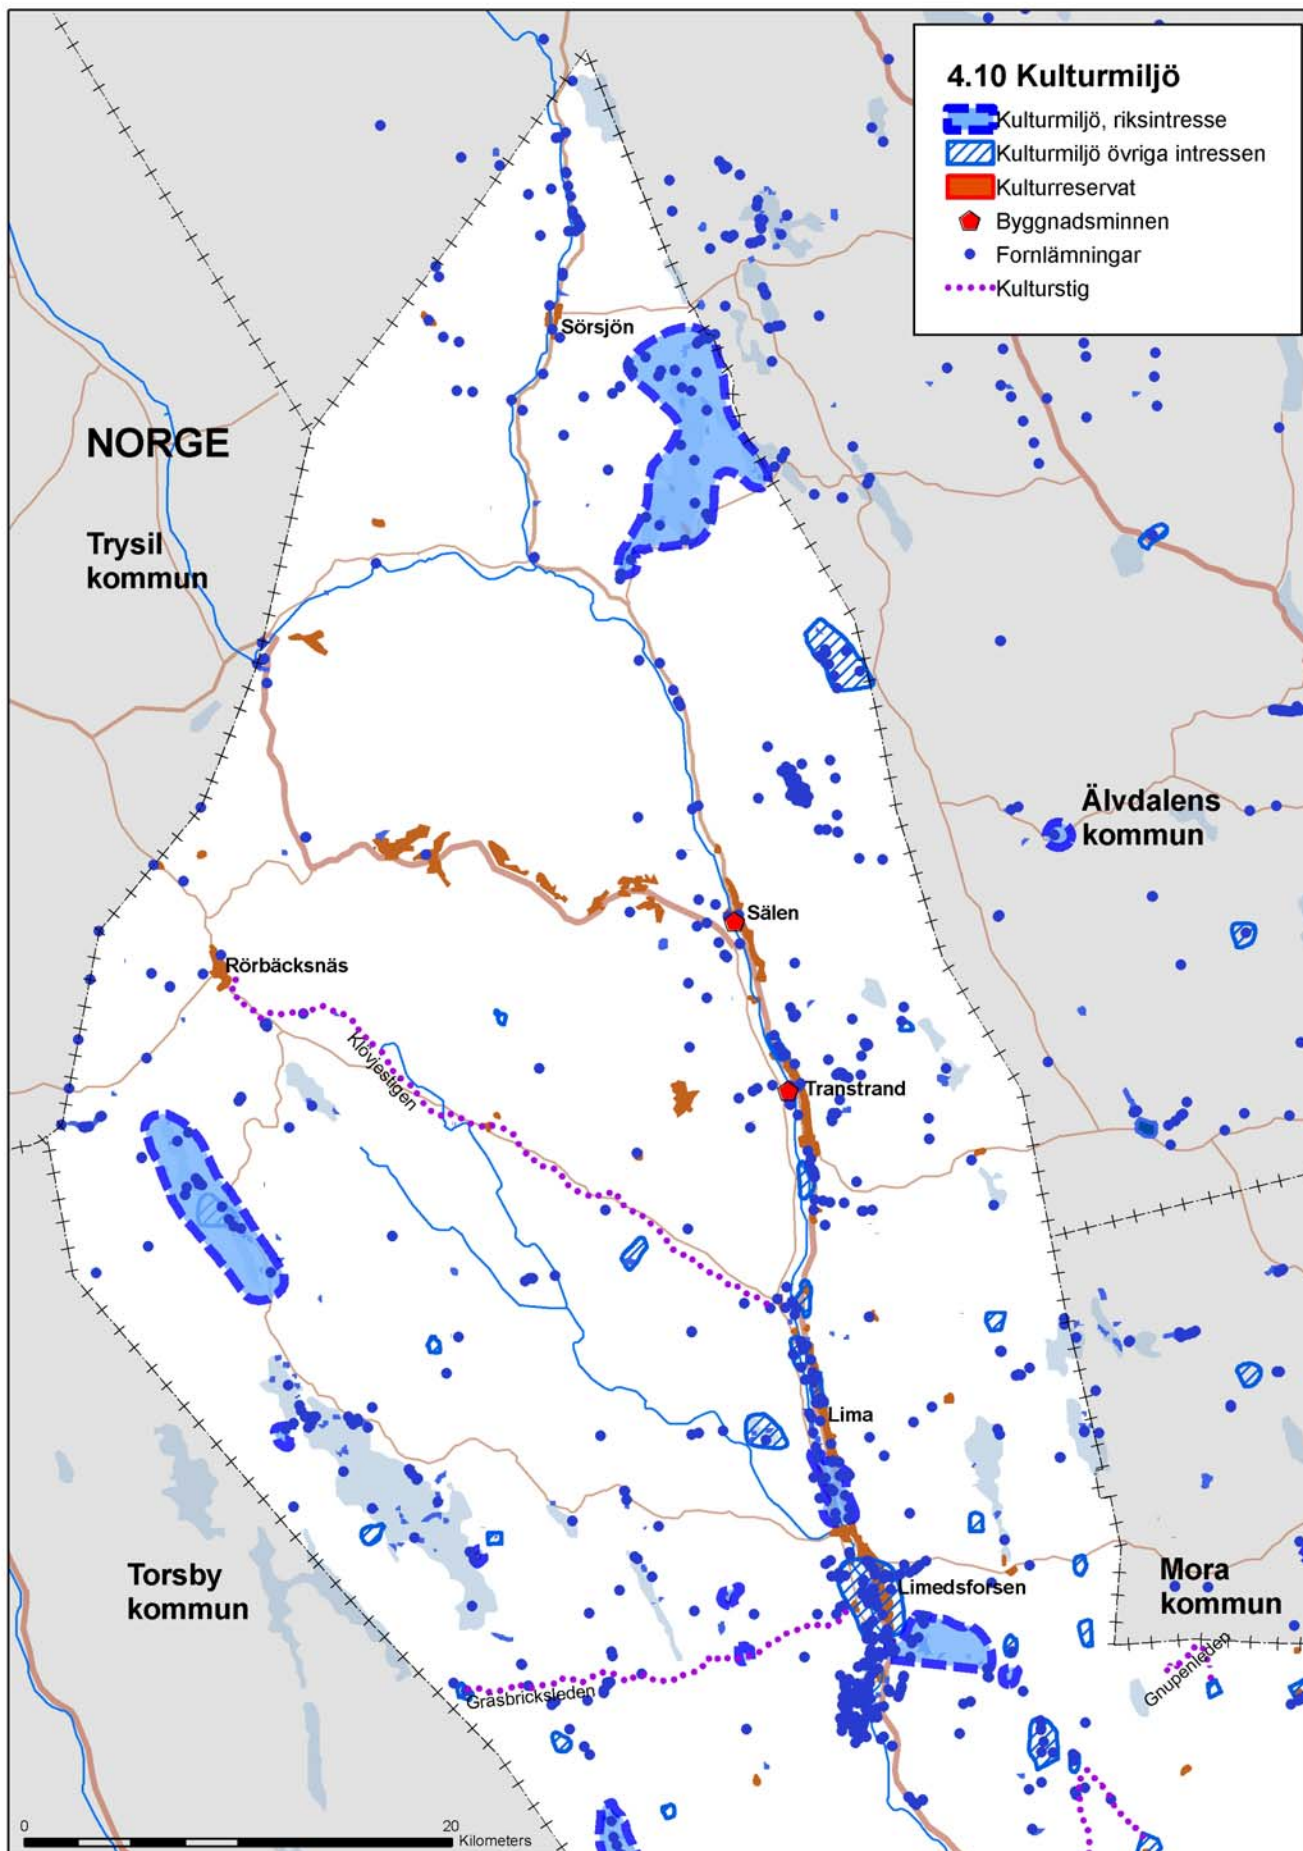 4.10 Kulturmiljö
Kulturmiljö, riksintresse
Kulturmiljö övriga intressen
Kulturreservat
Byggnadsminnen
Fornlämningar
Kulturstig
Sörsjön
NORGE
Trysil
kommun
Älvdalens
kommun
Sälen
Rörbäcksnäs
Klövjestigen
Transtrand
Lima
Torsby
kommun
Limedsforsen
Mora
kommun
Gnupenleden
Gråsbricksleden
0
20
Kilometers